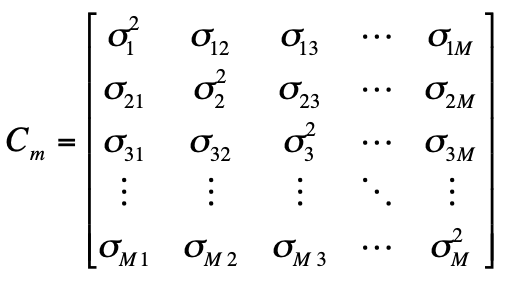 C_m = [ σ_1^2 σ_12 σ_13 ⋯ σ_1M
σ_21 σ_2^2 σ_23 ⋯ σ_2M
σ_31 σ_32 σ_3^2 ⋯ σ_3M
⋮ ⋮ ⋮ ⋱ ⋮
σ_M1 σ_M2 σ_M3 ⋯ σ_M^2 ]